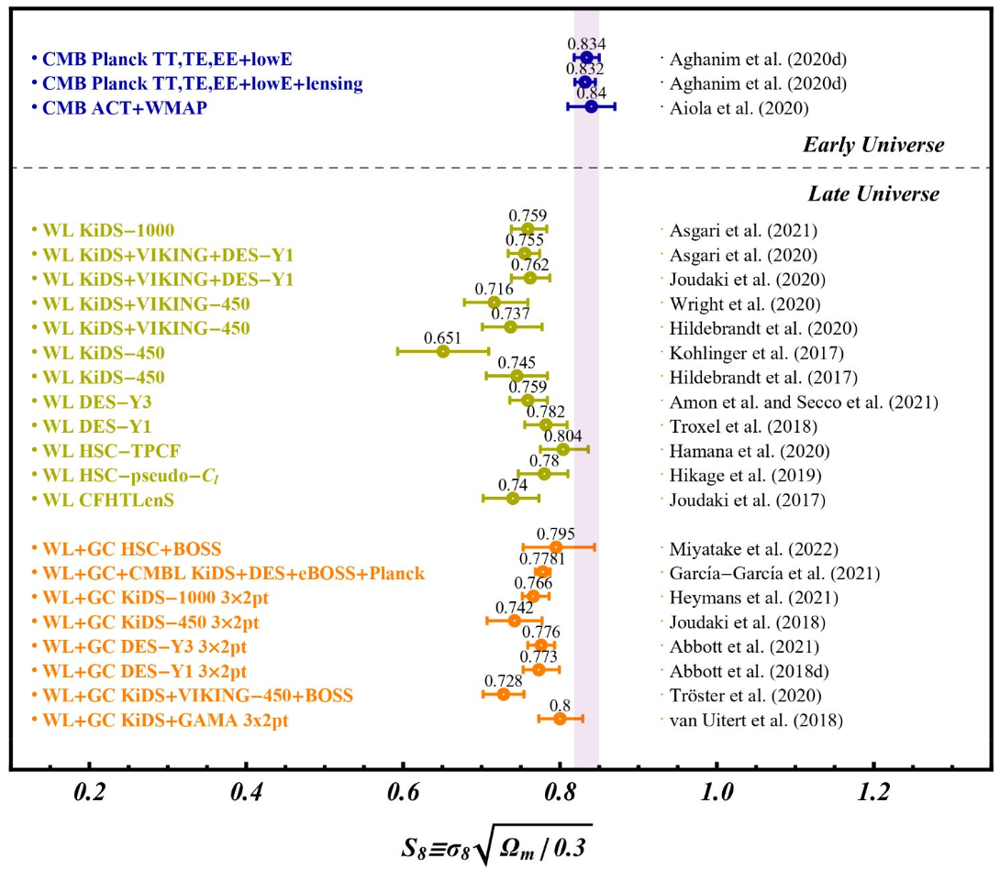 0.834
• CMB Planck TT,TE,EE+lowE · Aghanim et al. (2020d)
0.832
• CMB Planck TT,TE,EE+lowE+lensing · Aghanim et al. (2020d)
0.84
• CMB ACT+WMAP · Aiola et al. (2020)
Early Universe
Late Universe
0.759
• WL KiDS−1000 · Asgari et al. (2021)
0.755
• WL KiDS+VIKING+DES−Y1 · Asgari et al. (2020)
0.762
• WL KiDS+VIKING+DES−Y1 · Joudaki et al. (2020)
0.716
• WL KiDS+VIKING−450 · Wright et al. (2020)
0.737
• WL KiDS+VIKING−450 · Hildebrandt et al. (2020)
0.651
• WL KiDS−450 · Kohlinger et al. (2017)
0.745
• WL KiDS−450 · Hildebrandt et al. (2017)
0.759
• WL DES−Y3 · Amon et al. and Secco et al. (2021)
0.782
• WL DES−Y1 · Troxel et al. (2018)
0.804
• WL HSC−TPCF · Hamana et al. (2020)
0.78
• WL HSC−pseudo−Cl · Hikage et al. (2019)
0.74
• WL CFHTLenS · Joudaki et al. (2017)
0.795
• WL+GC HSC+BOSS · Miyatake et al. (2022)
0.7781
• WL+GC+CMBL KiDS+DES+eBOSS+Planck · García−García et al. (2021)
0.766
• WL+GC KiDS−1000 3×2pt · Heymans et al. (2021)
0.742
• WL+GC KiDS−450 3×2pt · Joudaki et al. (2018)
0.776
• WL+GC DES−Y3 3×2pt · Abbott et al. (2021)
0.773
• WL+GC DES−Y1 3×2pt · Abbott et al. (2018d)
0.728
• WL+GC KiDS+VIKING−450+BOSS · Tröster et al. (2020)
0.8
• WL+GC KiDS+GAMA 3x2pt · van Uitert et al. (2018)
0.2 0.4 0.6 0.8 1.0 1.2
S8≡σ8√Ωm / 0.3